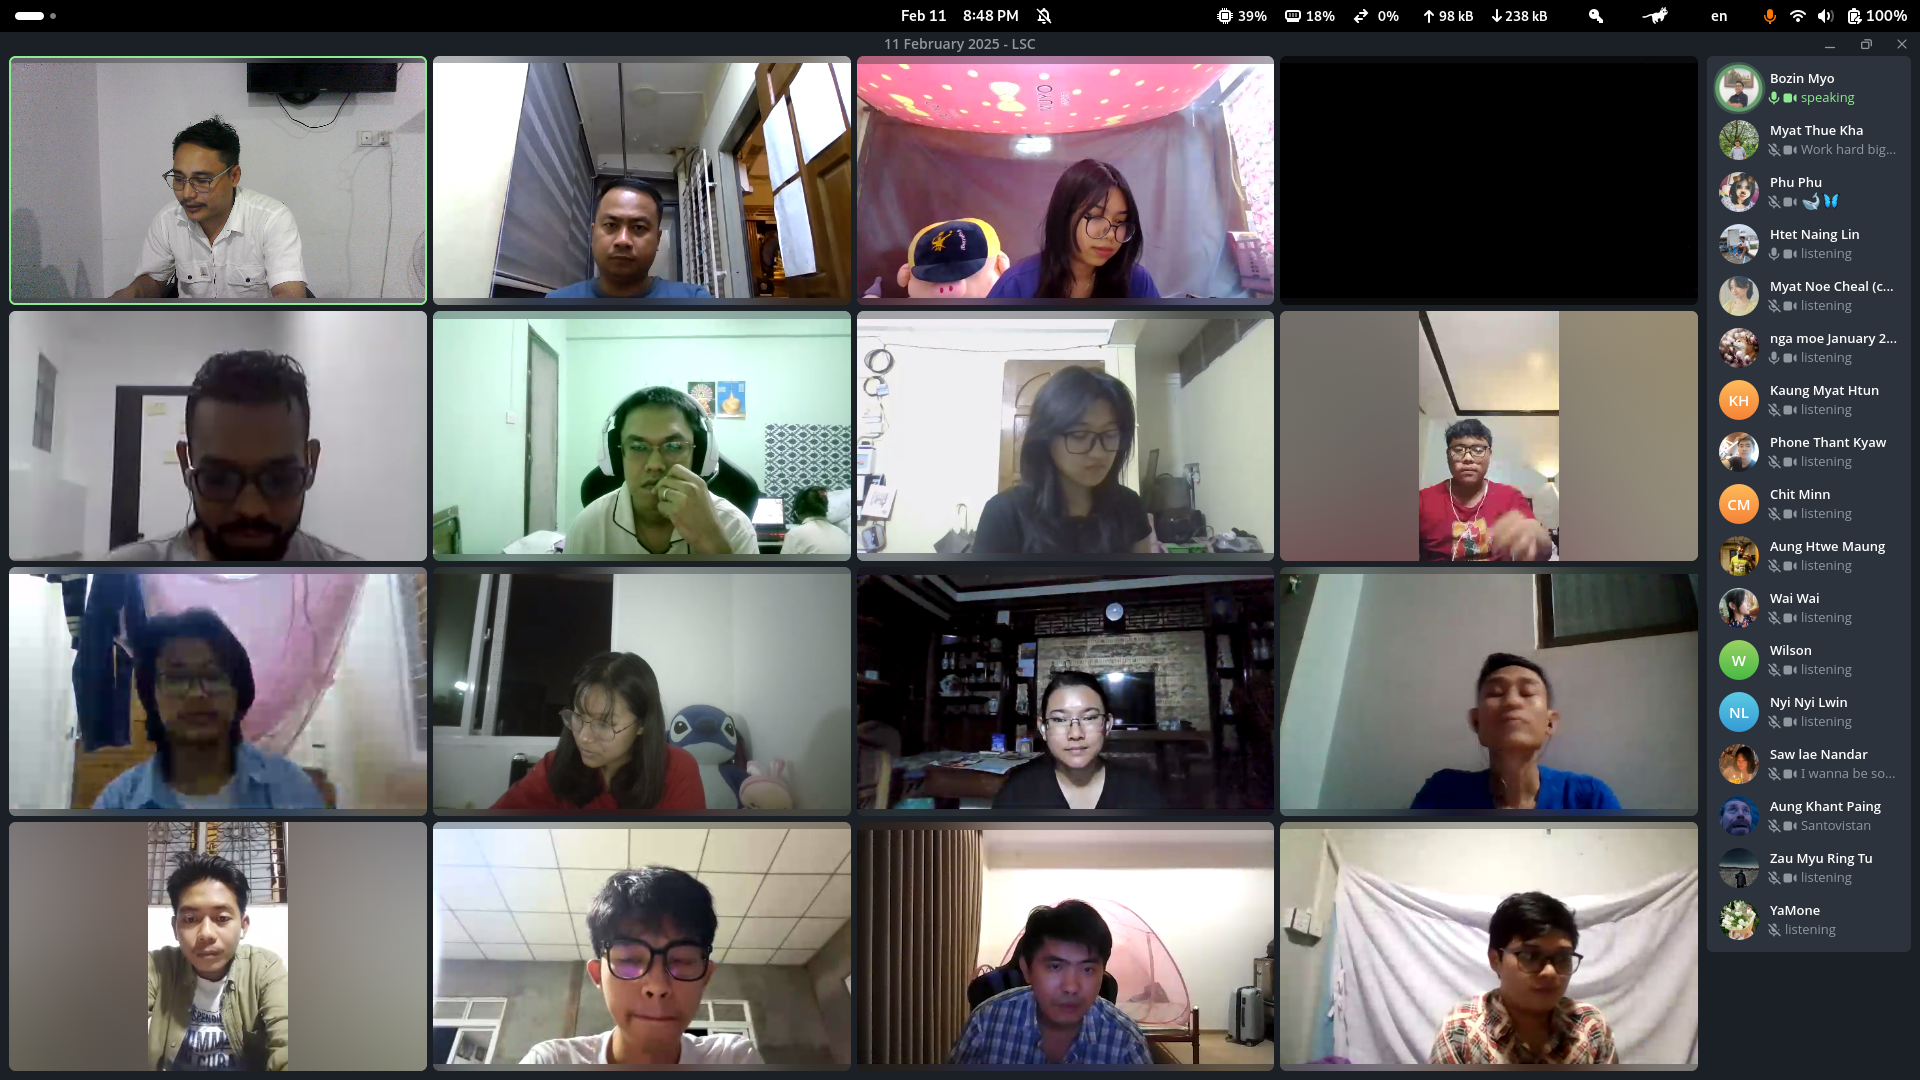 Feb 11 8:48 PM
39% 18% 0% 98 kB 238 kB en 100%
11 February 2025 - LSC
Bozin Myo
speaking
Myat Thue Kha
Work hard big...
Phu Phu
Htet Naing Lin
listening
Myat Noe Cheal (c...
listening
nga moe January 2...
listening
KH
Kaung Myat Htun
listening
Phone Thant Kyaw
listening
CM
Chit Minn
listening
Aung Htwe Maung
listening
Wai Wai
listening
W
Wilson
listening
NL
Nyi Nyi Lwin
listening
Saw lae Nandar
I wanna be so...
Aung Khant Paing
Santovistan
Zau Myu Ring Tu
listening
YaMone
listening